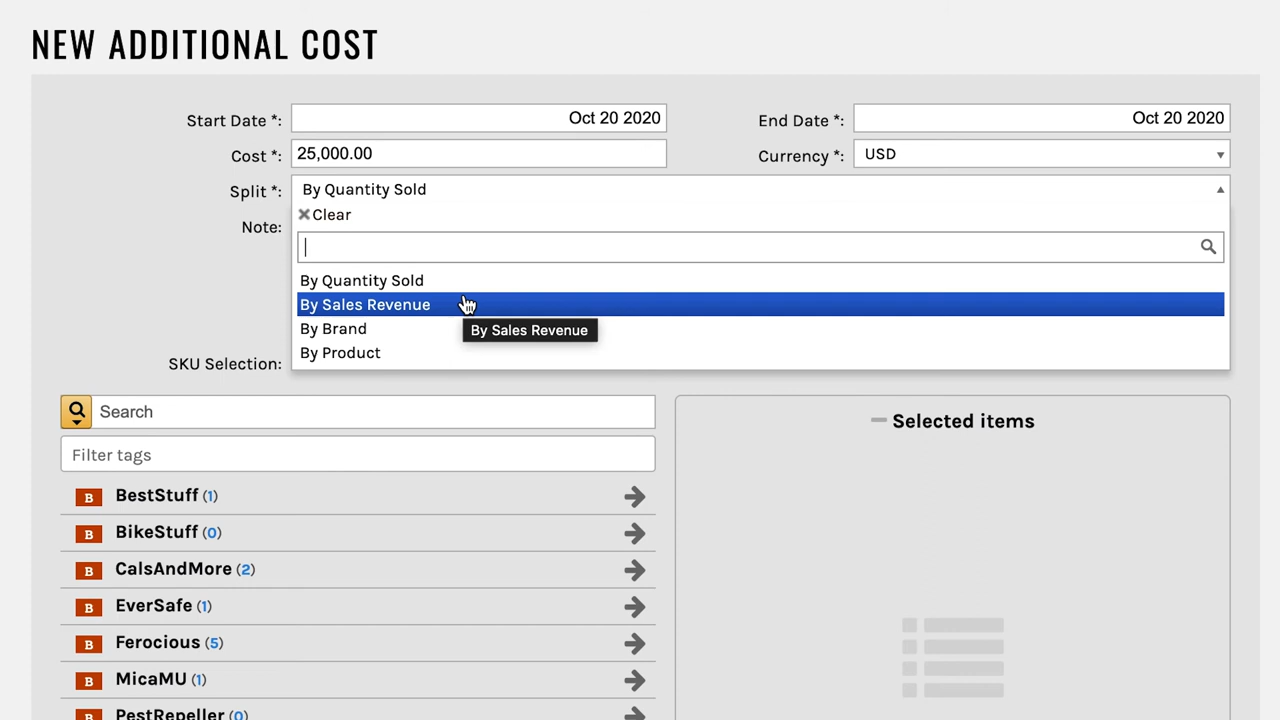 NEW ADDITIONAL COST
Start Date *: Oct 20 2020 End Date *: Oct 20 2020
Cost *: 25,000.00 Currency *: USD
Split *: By Quantity Sold
Clear
Note:
By Quantity Sold
By Sales Revenue
By Brand
By Sales Revenue
By Product
SKU Selection:
Search
Selected items
Filter tags
B BestStuff (1)
B BikeStuff (0)
B CalsAndMore (2)
B EverSafe (1)
B Ferocious (5)
B MicaMU (1)
B PestRepeller (0)